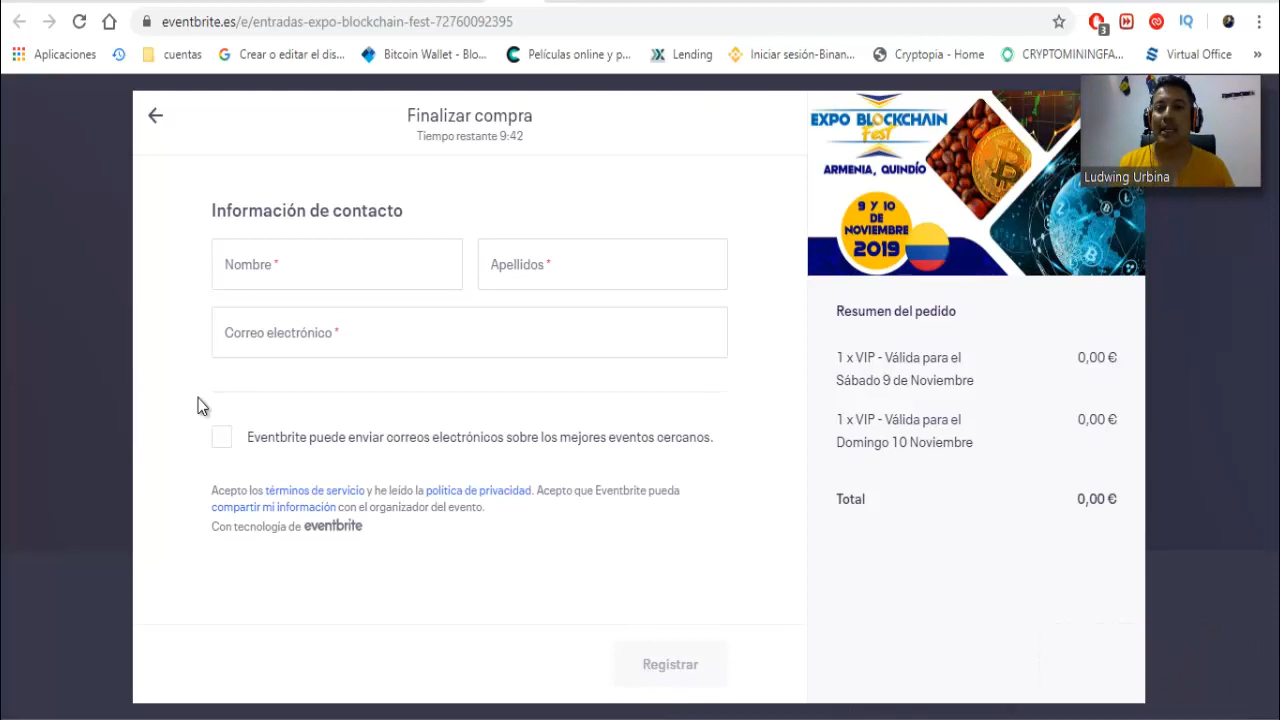 eventbrite.es/e/entradas-expo-blockchain-fest-72760092395
3
Aplicaciones
cuentas
Crear o editar el dis...
Bitcoin Wallet - Blo...
Películas online y p...
Lending
Iniciar sesión-Binan...
Cryptopia - Home
CRYPTOMININGFA...
Virtual Office
»
Finalizar compra
Tiempo restante 9:42
Información de contacto
Nombre *
Apellidos *
Correo electrónico *
Eventbrite puede enviar correos electrónicos sobre los mejores eventos cercanos.
Acepto los términos de servicio y he leído la política de privacidad. Acepto que Eventbrite pueda
compartir mi información con el organizador del evento.
Con tecnología de eventbrite
Registrar
EXPO BLOCKCHAIN
Fest
ARMENIA, QUINDÍO
9 Y 10
DE
NOVIEMBRE
2019
Ludwing Urbina
Resumen del pedido
1 x VIP - Válida para el 0,00 €
Sábado 9 de Noviembre
1 x VIP - Válida para el 0,00 €
Domingo 10 Noviembre
Total 0,00 €